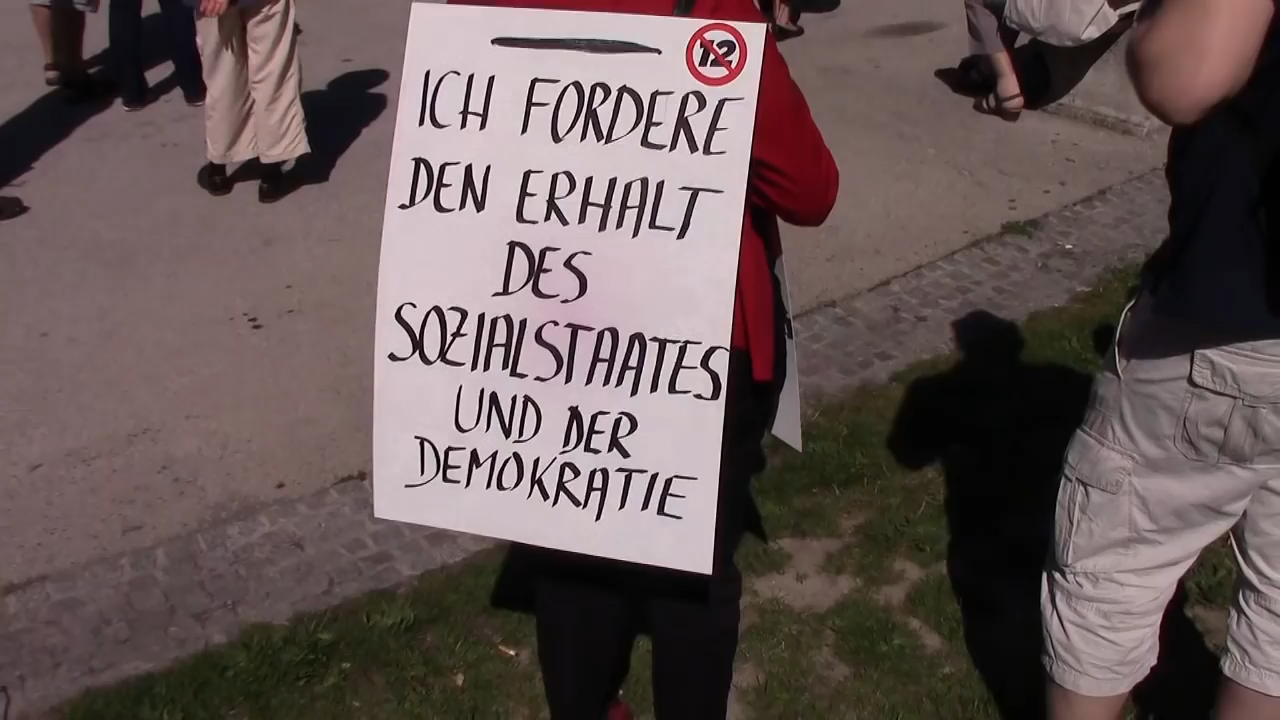 12
ICH FORDERE
DEN ERHALT
DES
SOZIALSTAATES
UND DER
DEMOKRATIE